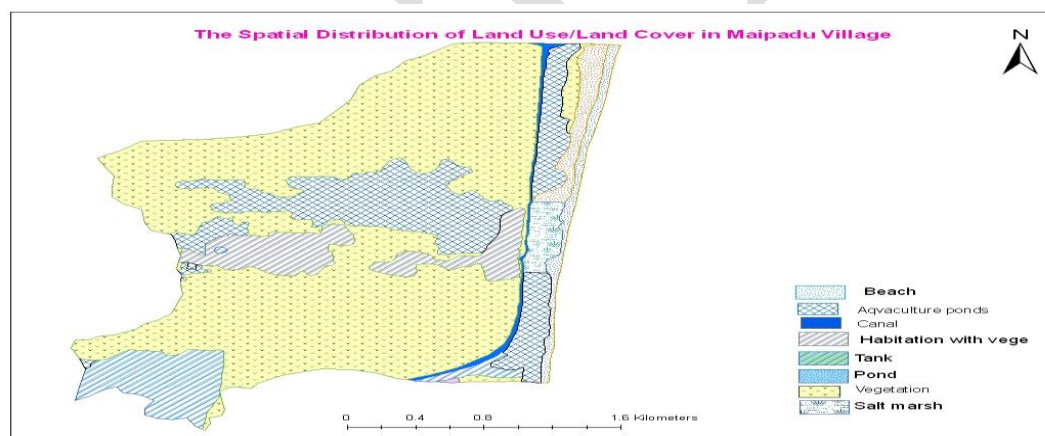 The Spatial Distribution of Land Use/Land Cover in Maipadu Village
N
Beach
Aqvaculture ponds
Canal
Habitation with vege
Tank
Pond
Vegetation
Salt marsh
0 0.4 0.8 1.6 Kilometers